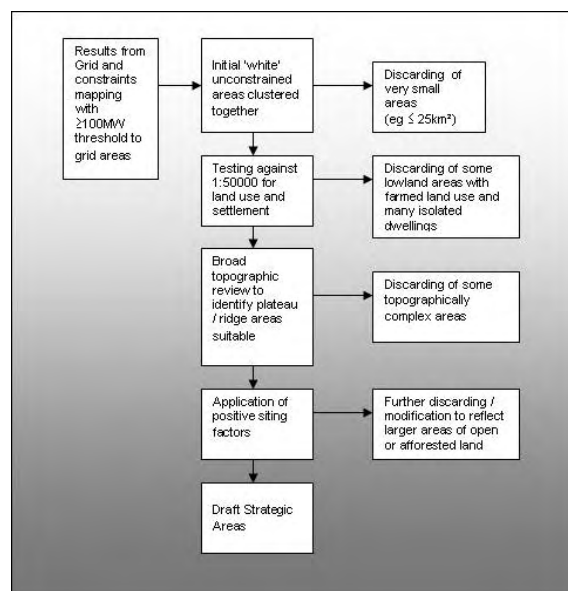 Results from
Grid and
constraints
mapping
with
≥100MW
threshold to
grid areas
Initial 'white'
unconstrained
areas clustered
together
Discarding of
very small
areas
(eg ≤ 25km²)
Testing against
1:50000 for
land use and
settlement
Discarding of some
lowland areas with
farmed land use and
many isolated
dwellings
Broad
topographic
review to
identify plateau
/ ridge areas
suitable
Discarding of some
topographically
complex areas
Application of
positive siting
factors
Further discarding /
modification to reflect
larger areas of open
or afforested land
Draft Strategic
Areas